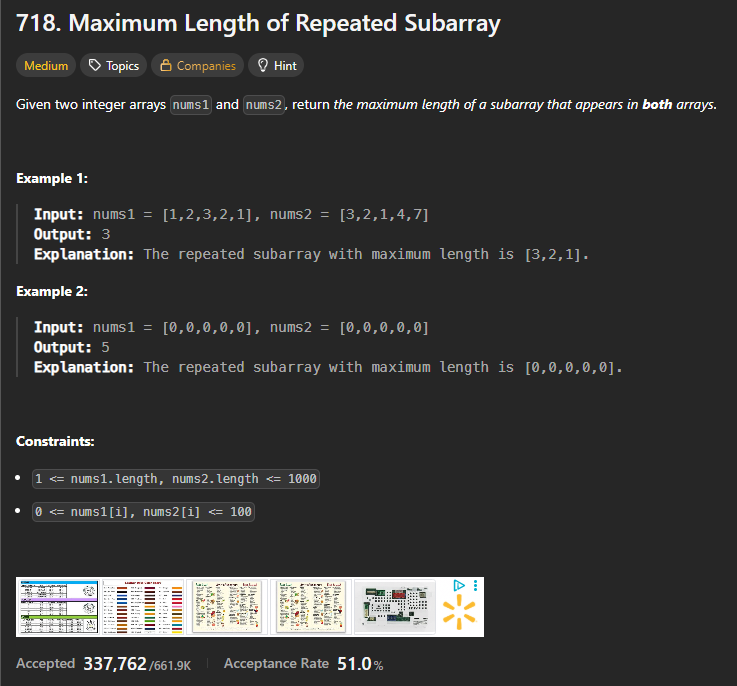 718. Maximum Length of Repeated Subarray
Medium Topics Companies Hint
Given two integer arrays nums1 and nums2, return the maximum length of a subarray that appears in both arrays.
Example 1:
Input: nums1 = [1,2,3,2,1], nums2 = [3,2,1,4,7]
Output: 3
Explanation: The repeated subarray with maximum length is [3,2,1].
Example 2:
Input: nums1 = [0,0,0,0,0], nums2 = [0,0,0,0,0]
Output: 5
Explanation: The repeated subarray with maximum length is [0,0,0,0,0].
Constraints:
• 1 <= nums1.length, nums2.length <= 1000
• 0 <= nums1[i], nums2[i] <= 100
Accepted 337,762/661.9K | Acceptance Rate 51.0%